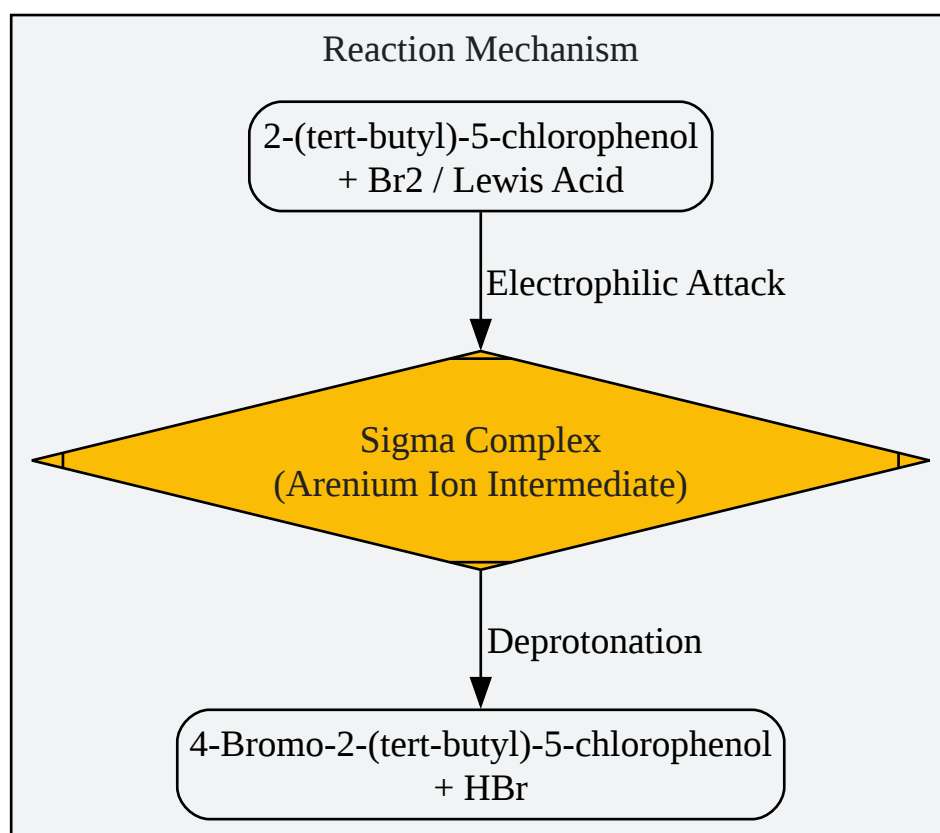 Reaction Mechanism
2-(tert-butyl)-5-chlorophenol
+ Br2 / Lewis Acid
Electrophilic Attack
Sigma Complex
(Arenium Ion Intermediate)
Deprotonation
4-Bromo-2-(tert-butyl)-5-chlorophenol
+ HBr